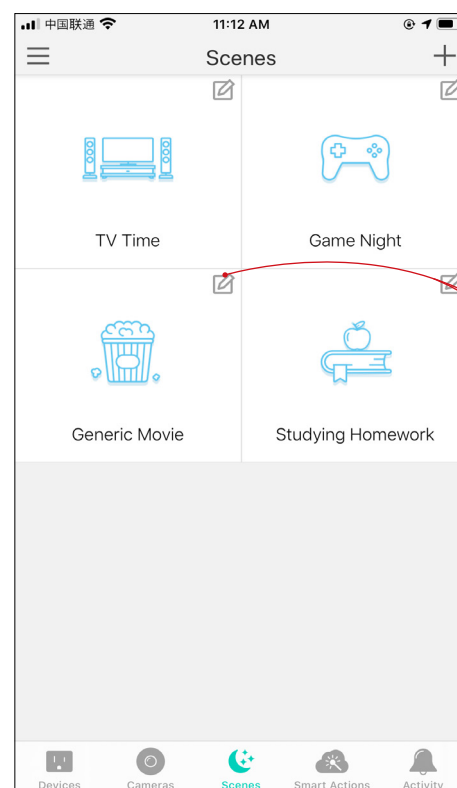 中国联通 11:12 AM
Scenes
TV Time Game Night
Generic Movie Studying Homework
Devices Cameras Scenes Smart Actions Activity